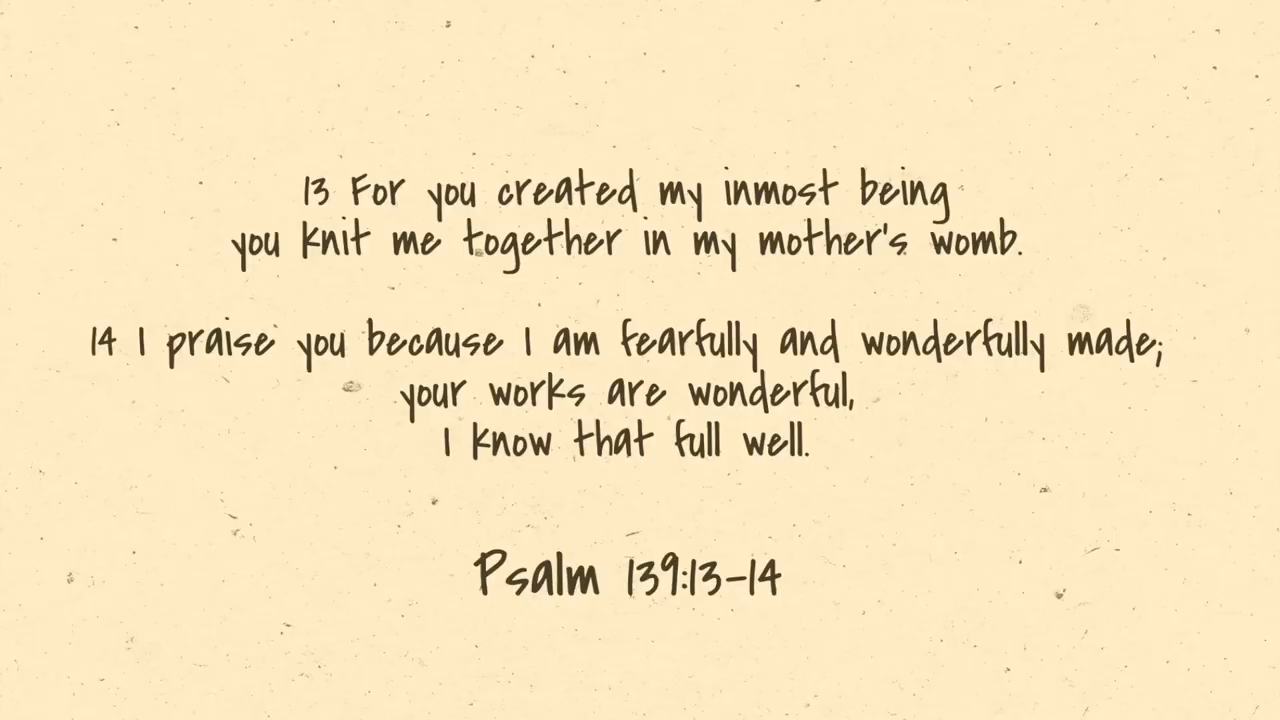 13 For you created my inmost being
you knit me together in my mother's womb.
14 I praise you because I am fearfully and wonderfully made;
your works are wonderful,
I know that full well.
Psalm 139:13-14